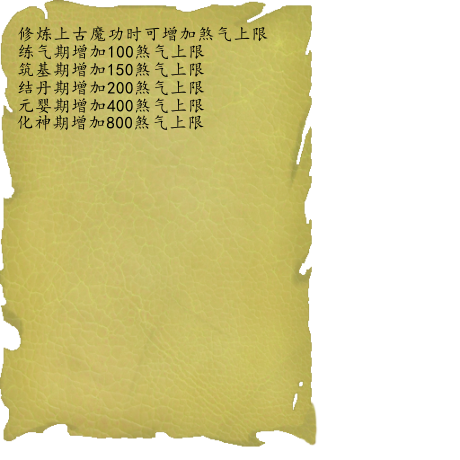 修炼上古魔功时可增加煞气上限
练气期增加100煞气上限
筑基期增加150煞气上限
结丹期增加200煞气上限
元婴期增加400煞气上限
化神期增加800煞气上限